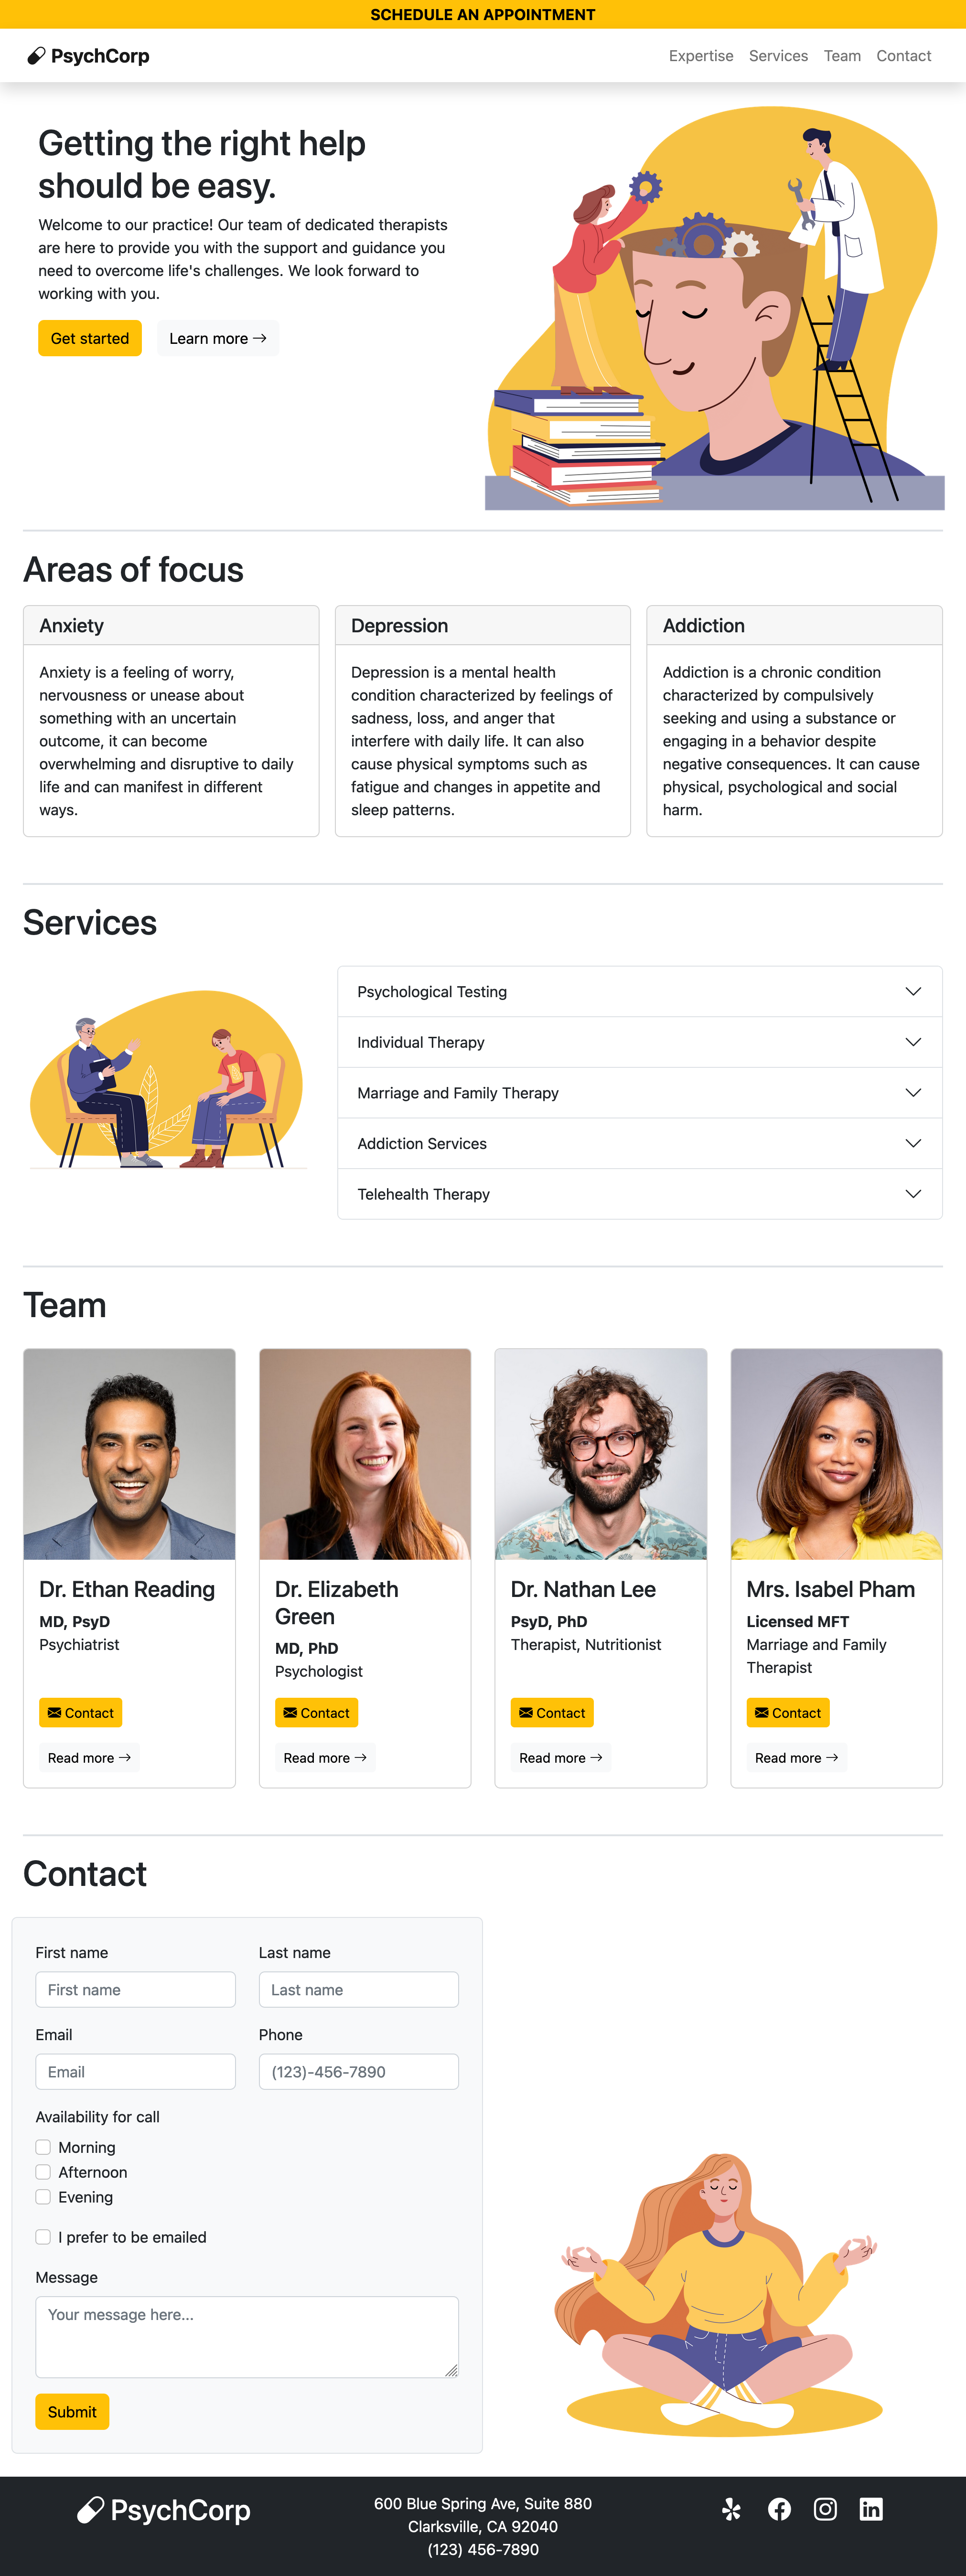 SCHEDULE AN APPOINTMENT
PsychCorp
Expertise Services Team Contact
Getting the right help
should be easy.
Welcome to our practice! Our team of dedicated therapists
are here to provide you with the support and guidance you
need to overcome life's challenges. We look forward to
working with you.
Get started Learn more
Areas of focus
Anxiety
Anxiety is a feeling of worry,
nervousness or unease about
something with an uncertain
outcome, it can become
overwhelming and disruptive to daily
life and can manifest in different
ways.
Depression
Depression is a mental health
condition characterized by feelings of
sadness, loss, and anger that
interfere with daily life. It can also
cause physical symptoms such as
fatigue and changes in appetite and
sleep patterns.
Addiction
Addiction is a chronic condition
characterized by compulsively
seeking and using a substance or
engaging in a behavior despite
negative consequences. It can cause
physical, psychological and social
harm.
Services
Psychological Testing
Individual Therapy
Marriage and Family Therapy
Addiction Services
Telehealth Therapy
Team
Dr. Ethan Reading
MD, PsyD
Psychiatrist
Contact
Read more
Dr. Elizabeth
Green
MD, PhD
Psychologist
Contact
Read more
Dr. Nathan Lee
PsyD, PhD
Therapist, Nutritionist
Contact
Read more
Mrs. Isabel Pham
Licensed MFT
Marriage and Family
Therapist
Contact
Read more
Contact
First name Last name
First name Last name
Email Phone
Email (123)-456-7890
Availability for call
Morning
Afternoon
Evening
I prefer to be emailed
Message
Your message here...
Submit
PsychCorp
600 Blue Spring Ave, Suite 880
Clarksville, CA 92040
(123) 456-7890